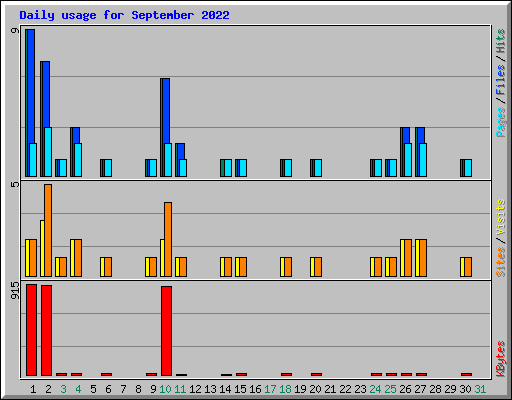 Daily usage for September 2022
9
Pages/Files/Hits
5
Sites/Visits
915
KBytes
1 2 3 4 5 6 7 8 9 10 11 12 13 14 15 16 17 18 19 20 21 22 23 24 25 26 27 28 29 30 31